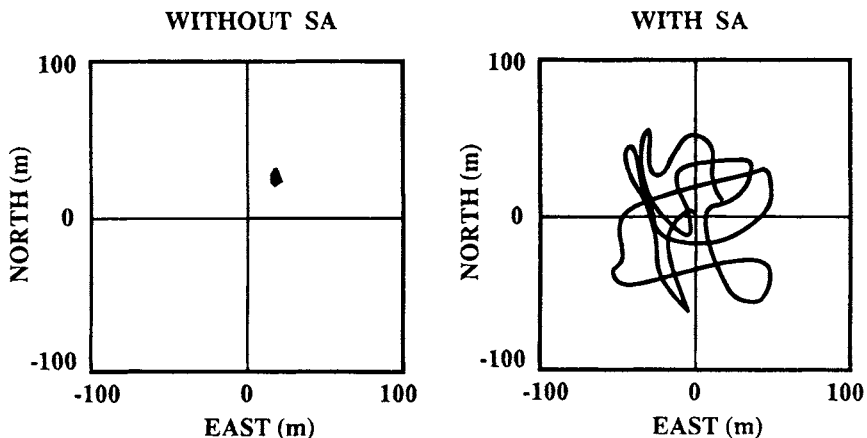 WITHOUT SA
100
NORTH (m)
0
-100
-100 0 100
EAST (m)
WITH SA
100
NORTH (m)
0
-100
-100 0 100
EAST (m)